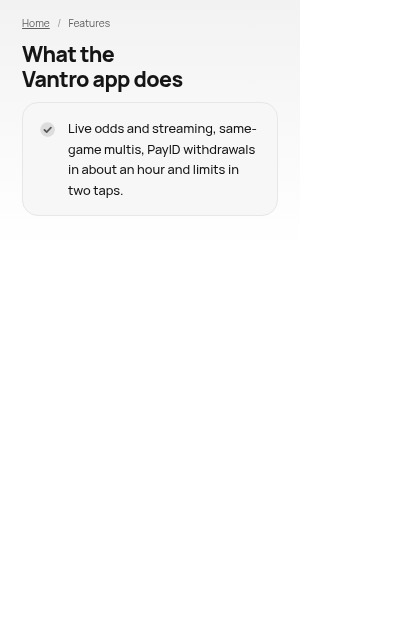 Home / Features
What the
Vantro app does
Live odds and streaming, same-
game multis, PayID withdrawals
in about an hour and limits in
two taps.